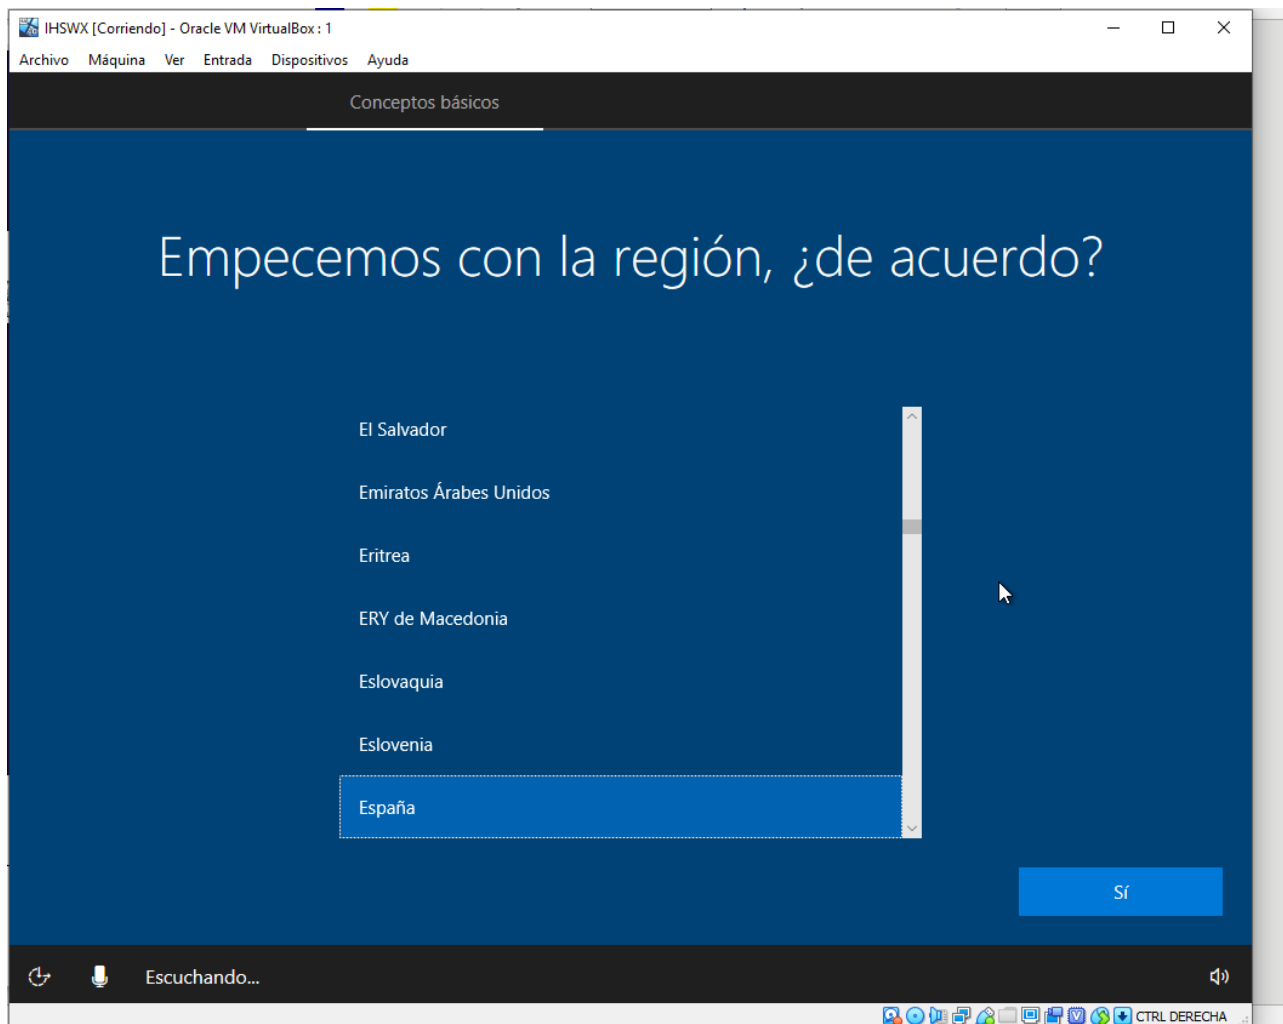 IHSWX [Corriendo] - Oracle VM VirtualBox : 1
Archivo Máquina Ver Entrada Dispositivos Ayuda
Conceptos básicos
Empecemos con la región, ¿de acuerdo?
El Salvador
Emiratos Árabes Unidos
Eritrea
ERY de Macedonia
Eslovaquia
Eslovenia
España
Sí
Escuchando...
CTRL DERECHA